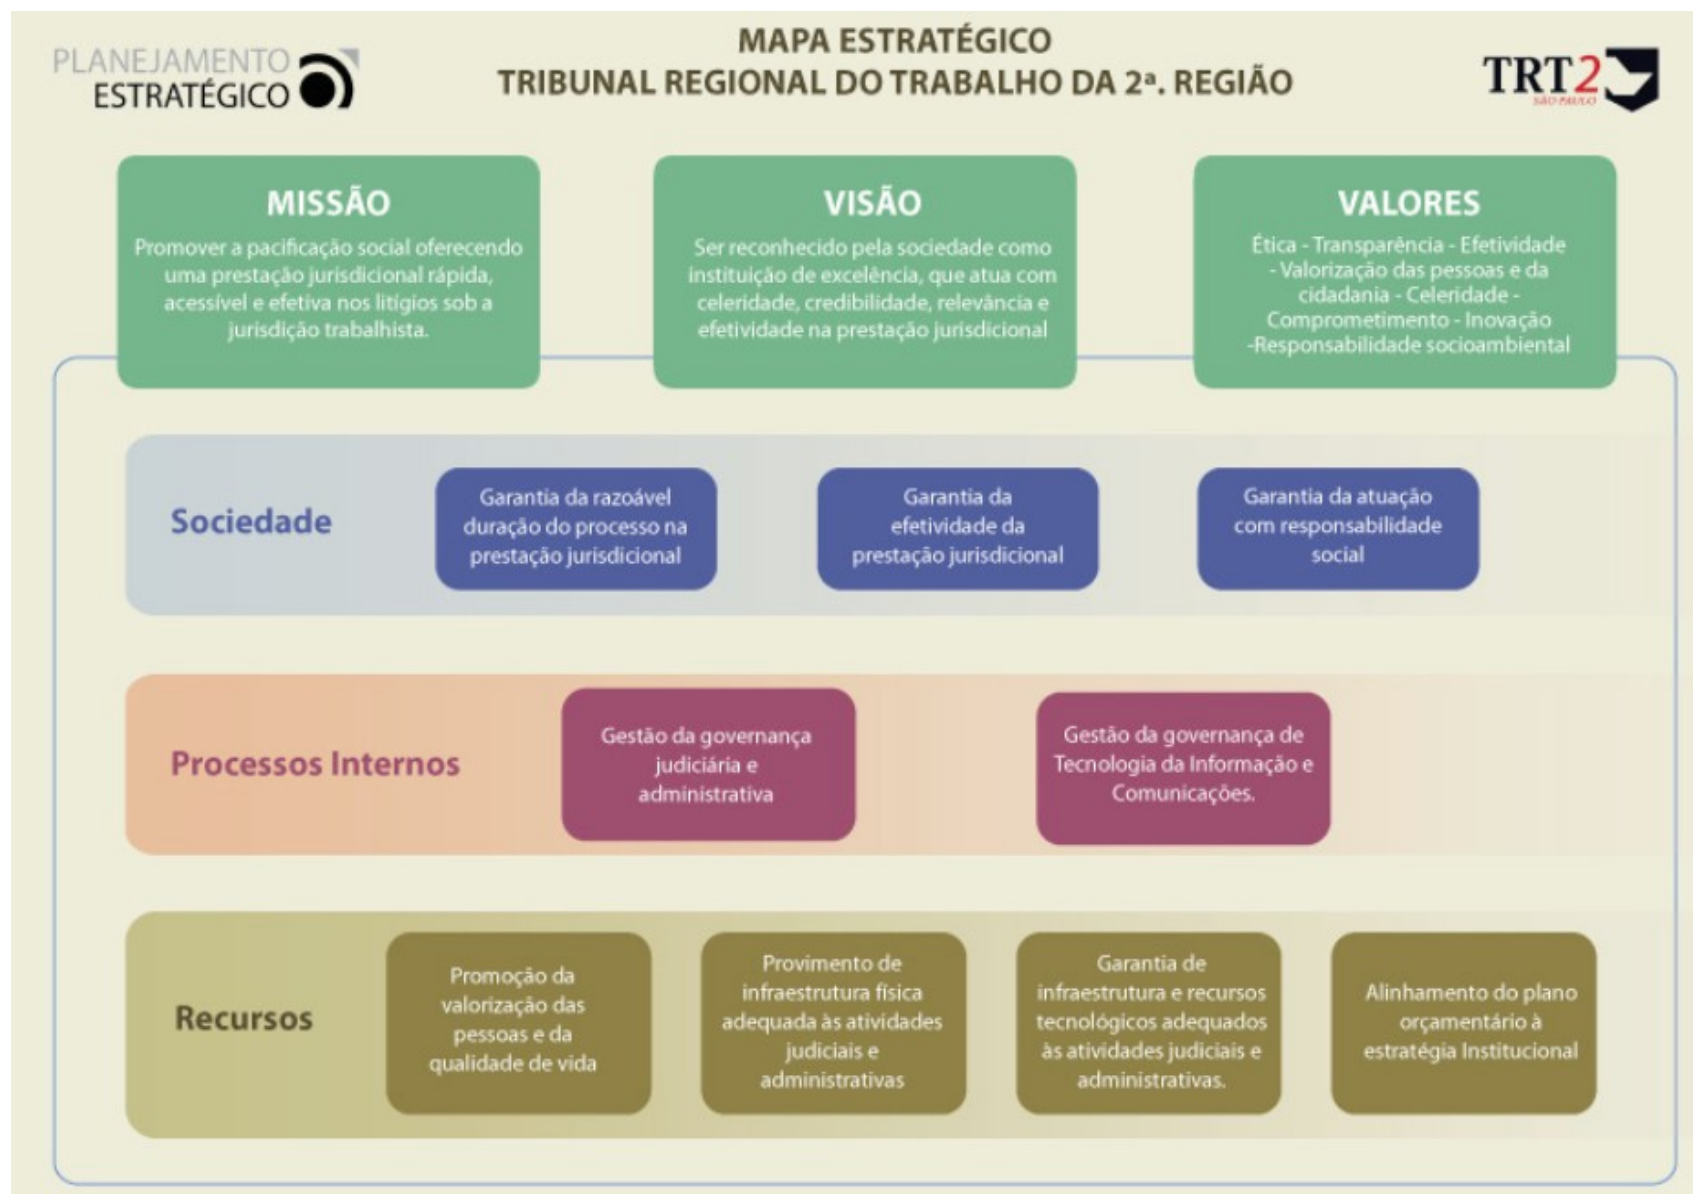 PLANEJAMENTO
ESTRATÉGICO
MAPA ESTRATÉGICO
TRIBUNAL REGIONAL DO TRABALHO DA 2ª. REGIÃO
TRT2
SÃO PAULO
MISSÃO
Promover a pacificação social oferecendo
uma prestação jurisdicional rápida,
acessível e efetiva nos litígios sob a
jurisdição trabalhista.
VISÃO
Ser reconhecido pela sociedade como
instituição de excelência, que atua com
celeridade, credibilidade, relevância e
efetividade na prestação jurisdicional
VALORES
Ética - Transparência - Efetividade
- Valorização das pessoas e da
cidadania - Celeridade -
Comprometimento - Inovação
-Responsabilidade socioambiental
Sociedade
Garantia da razoável
duração do processo na
prestação jurisdicional
Garantia da
efetividade da
prestação jurisdicional
Garantia da atuação
com responsabilidade
social
Processos Internos
Gestão da governança
judiciária e
administrativa
Gestão da governança de
Tecnologia da Informação e
Comunicações.
Recursos
Promoção da
valorização das
pessoas e da
qualidade de vida
Provimento de
infraestrutura física
adequada às atividades
judiciais e
administrativas
Garantia de
infraestrutura e recursos
tecnológicos adequados
às atividades judiciais e
administrativas.
Alinhamento do plano
orçamentário à
estratégia Institucional